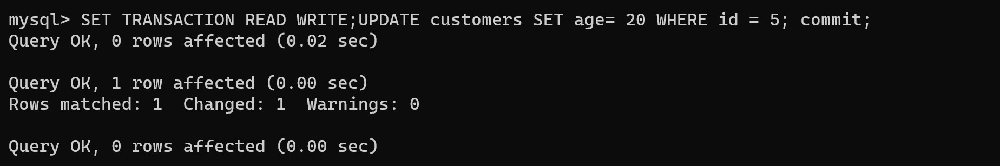 mysql> SET TRANSACTION READ WRITE;UPDATE customers SET age= 20 WHERE id = 5; commit;
Query OK, 0 rows affected (0.02 sec)
Query OK, 1 row affected (0.00 sec)
Rows matched: 1  Changed: 1  Warnings: 0
Query OK, 0 rows affected (0.00 sec)